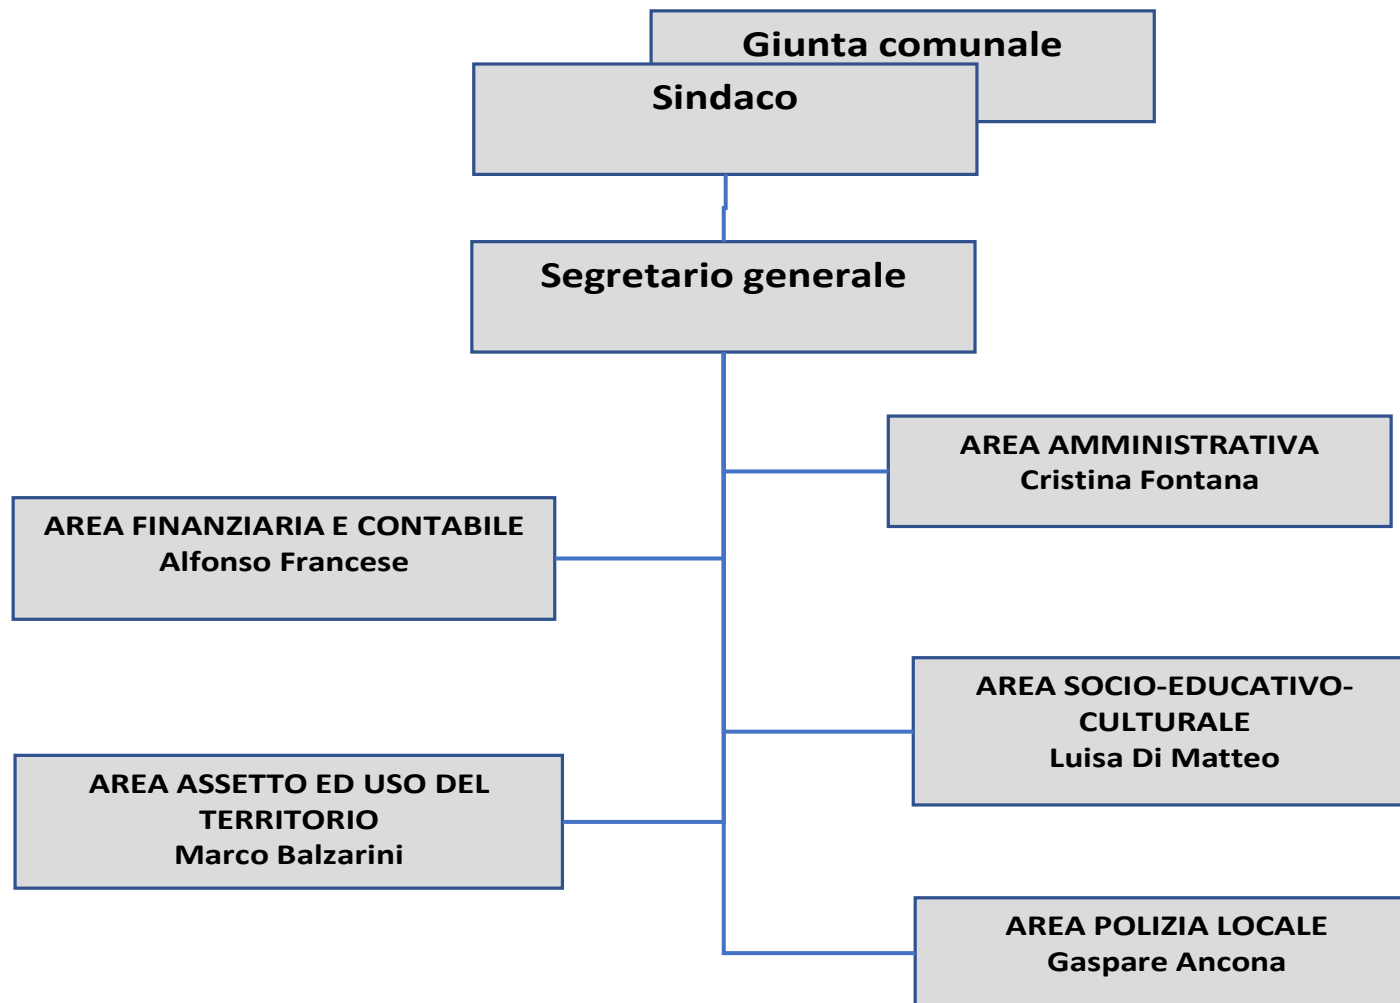 Giunta comunale
Sindaco
Segretario generale
AREA AMMINISTRATIVA
Cristina Fontana
AREA FINANZIARIA E CONTABILE
Alfonso Francese
AREA SOCIO-EDUCATIVO-
CULTURALE
Luisa Di Matteo
AREA ASSETTO ED USO DEL
TERRITORIO
Marco Balzarini
AREA POLIZIA LOCALE
Gaspare Ancona